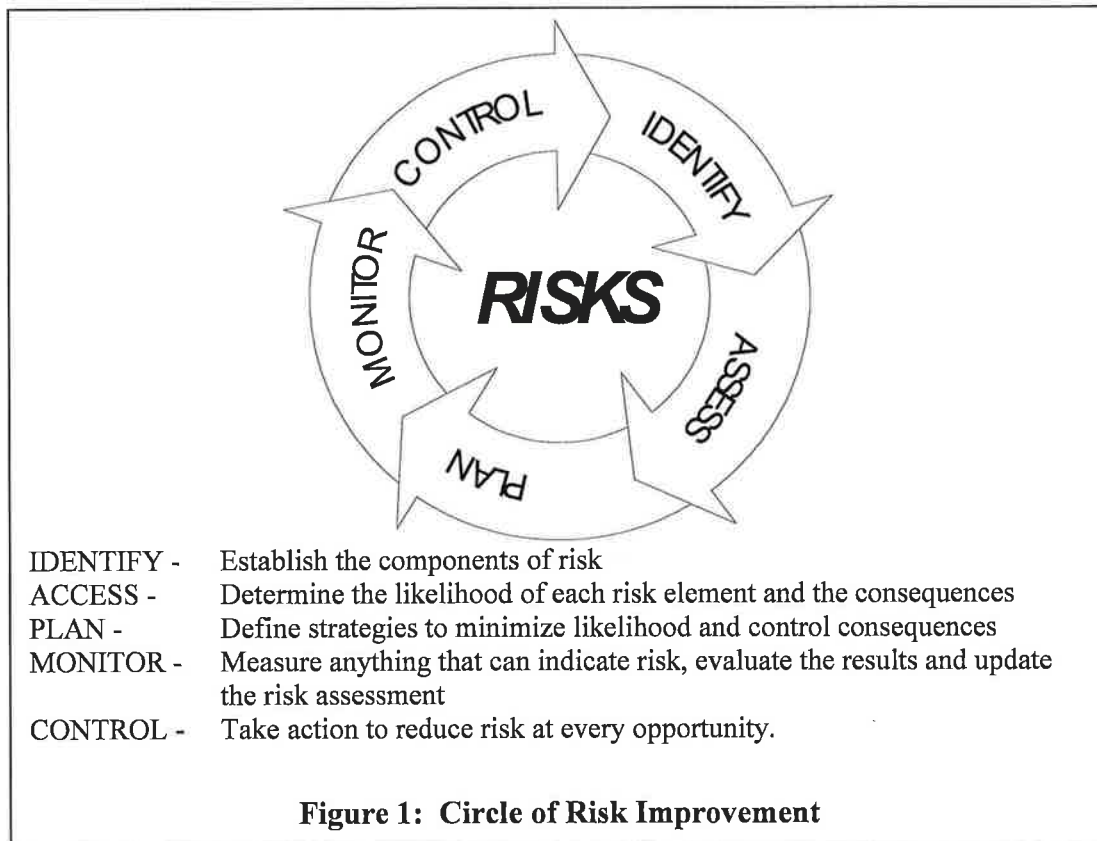 CONTROL
IDENTIFY
ASSESS
PLAN
MONITOR
RISKS
IDENTIFY - Establish the components of risk
ACCESS - Determine the likelihood of each risk element and the consequences
PLAN - Define strategies to minimize likelihood and control consequences
MONITOR - Measure anything that can indicate risk, evaluate the results and update
the risk assessment
CONTROL - Take action to reduce risk at every opportunity.
Figure 1: Circle of Risk Improvement